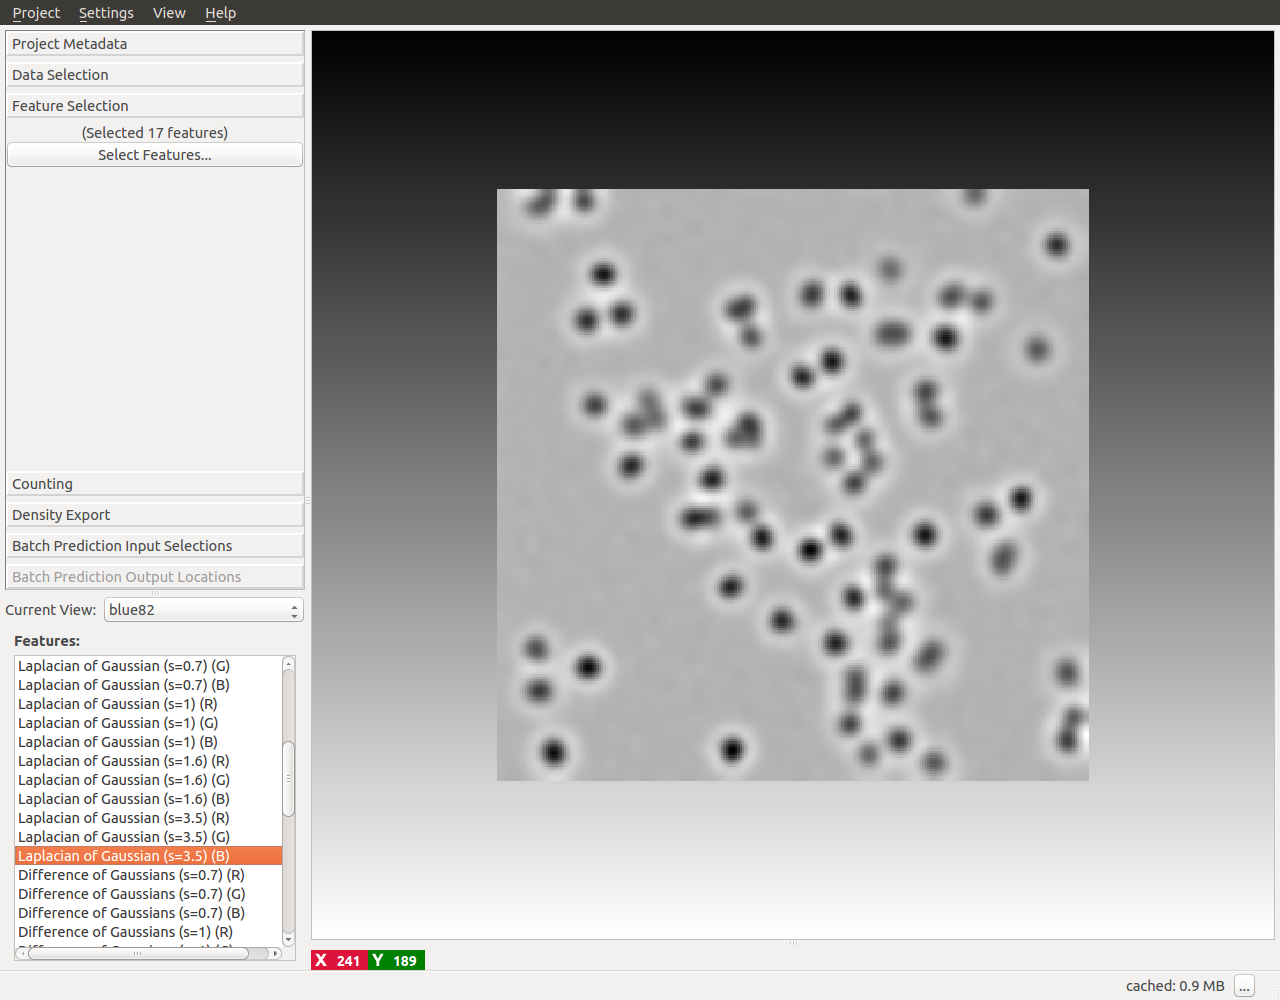 Project Settings View Help
Project Metadata
Data Selection
Feature Selection
(Selected 17 features)
Select Features...
Counting
Density Export
Batch Prediction Input Selections
Batch Prediction Output Locations
Current View: blue82
Features:
Laplacian of Gaussian (s=0.7) (G)
Laplacian of Gaussian (s=0.7) (B)
Laplacian of Gaussian (s=1) (R)
Laplacian of Gaussian (s=1) (G)
Laplacian of Gaussian (s=1) (B)
Laplacian of Gaussian (s=1.6) (R)
Laplacian of Gaussian (s=1.6) (G)
Laplacian of Gaussian (s=1.6) (B)
Laplacian of Gaussian (s=3.5) (R)
Laplacian of Gaussian (s=3.5) (G)
Laplacian of Gaussian (s=3.5) (B)
Difference of Gaussians (s=0.7) (R)
Difference of Gaussians (s=0.7) (G)
Difference of Gaussians (s=0.7) (B)
Difference of Gaussians (s=1) (R)
X 241 Y 189
cached: 0.9 MB ...